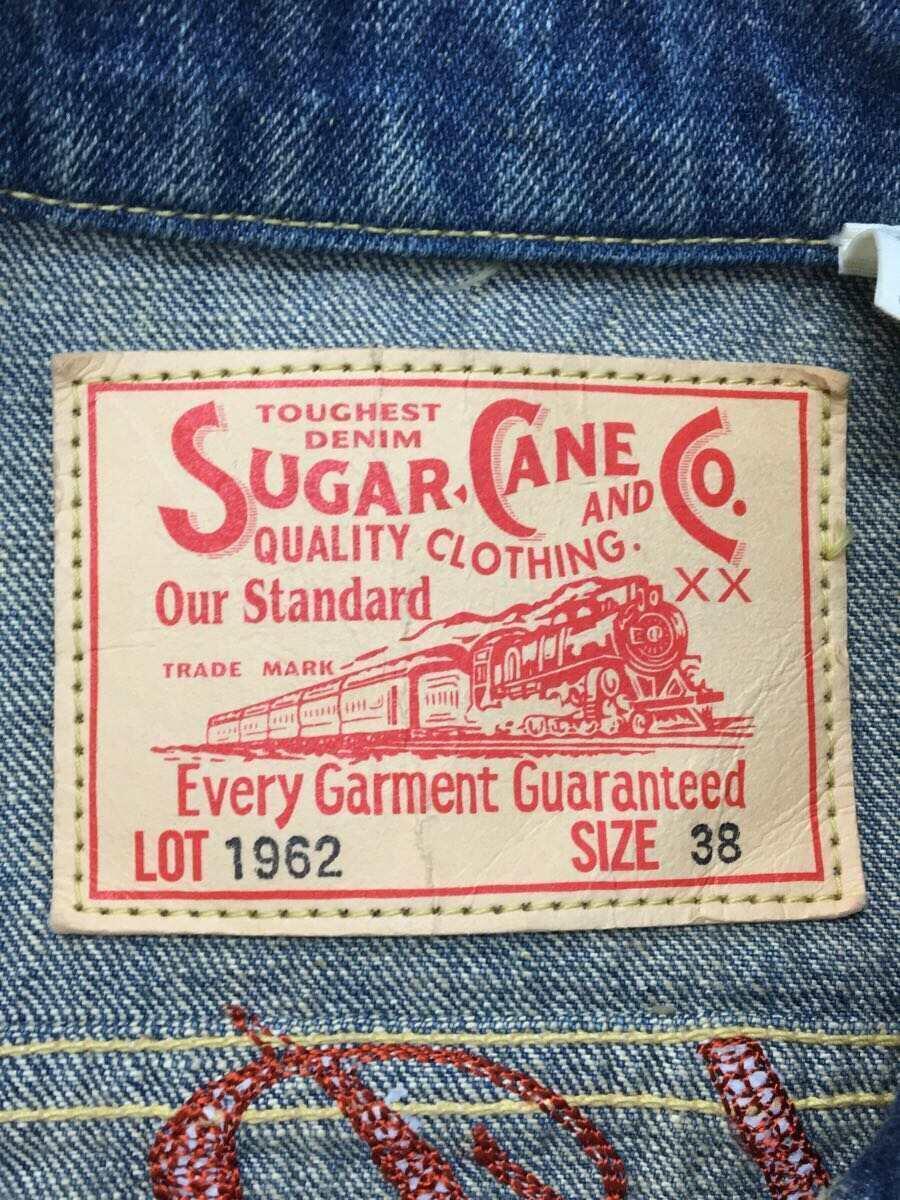 TOUGHEST
DENIM
SUGAR CANE AND CO.
QUALITY CLOTHING.
XX
Our Standard
TRADE MARK
Every Garment Guaranteed
LOT 1962 SIZE 38